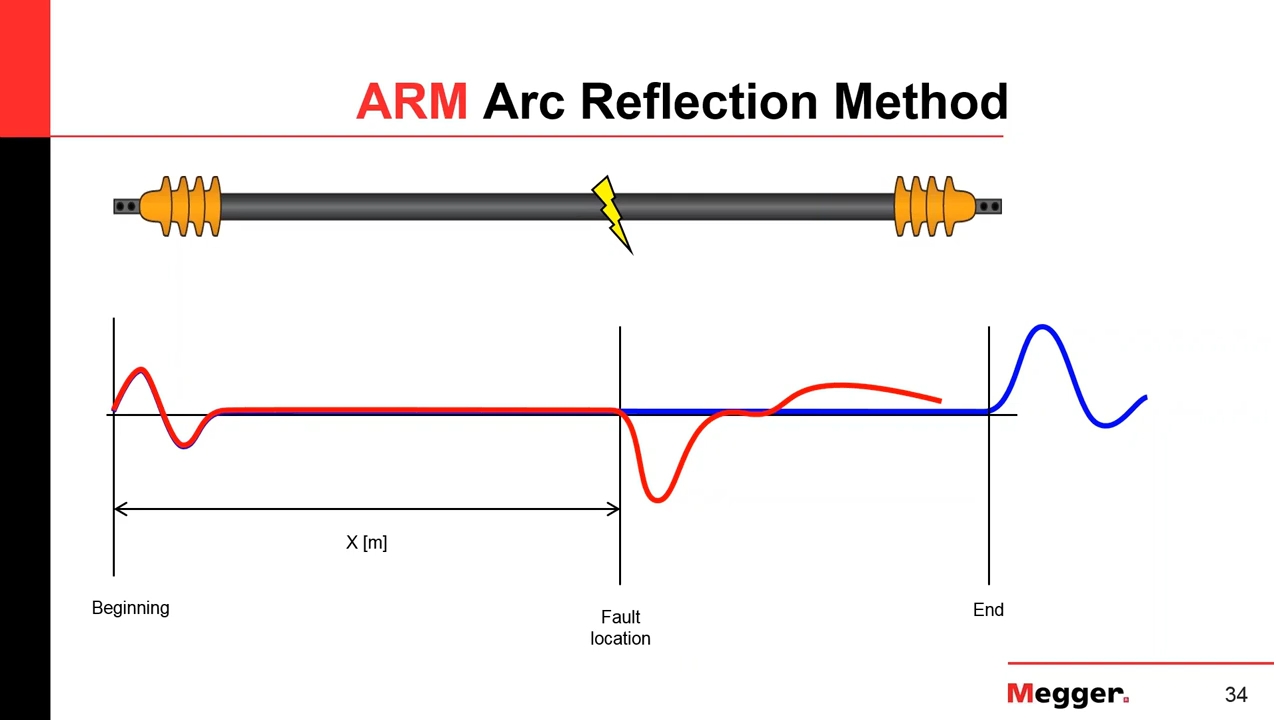 ARM Arc Reflection Method
X [m]
Beginning
Fault
location
End
Megger.
34